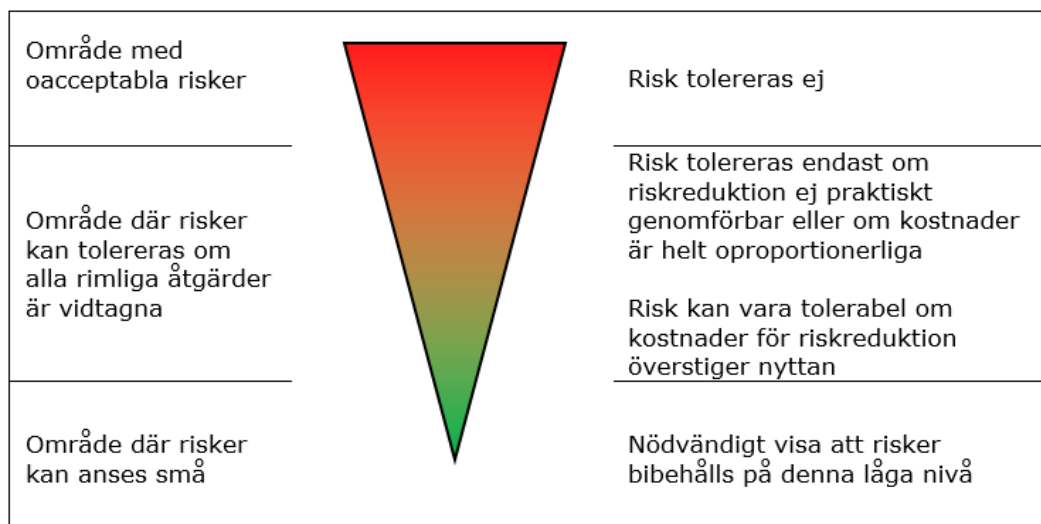 Område med
oacceptabla risker
Risk tolereras ej
Område där risker
kan tolereras om
alla rimliga åtgärder
är vidtagna
Risk tolereras endast om
riskreduktion ej praktiskt
genomförbar eller om kostnader
är helt oproportionerliga
Risk kan vara tolerabel om
kostnader för riskreduktion
överstiger nyttan
Område där risker
kan anses små
Nödvändigt visa att risker
bibehålls på denna låga nivå